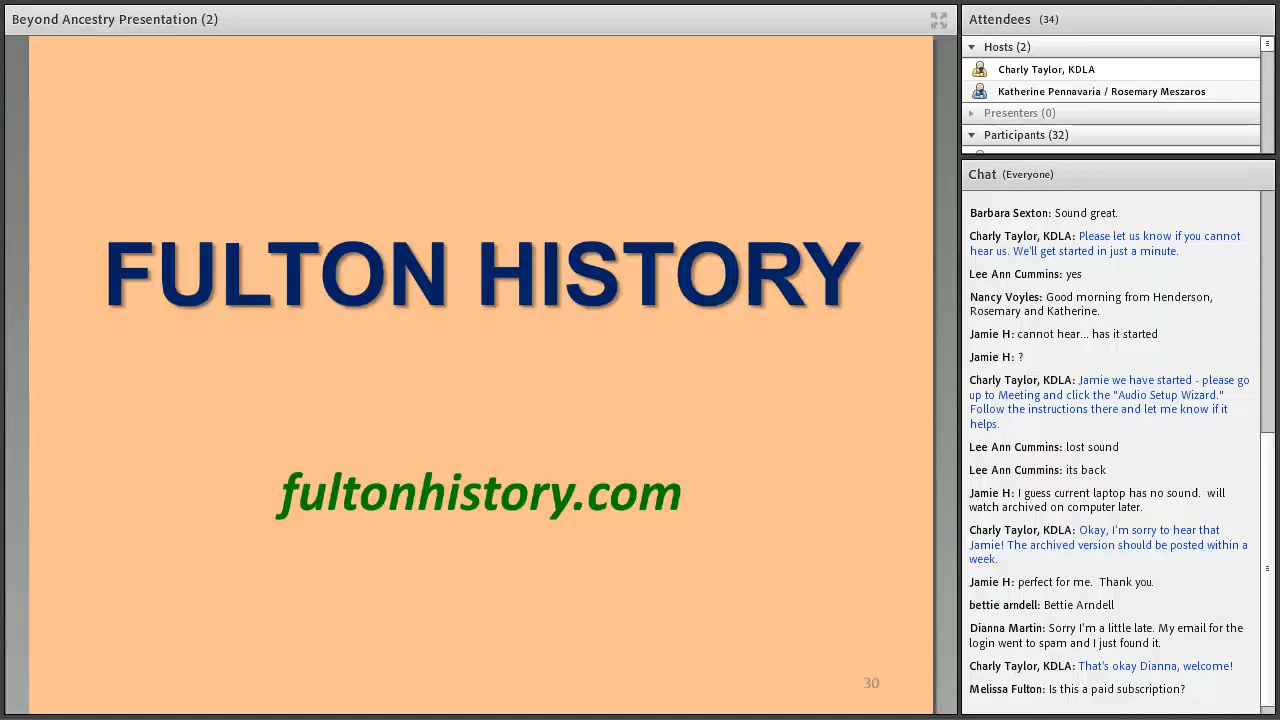 Beyond Ancestry Presentation (2)
FULTON HISTORY
fultonhistory.com
30
Attendees (34)
Hosts (2)
Charly Taylor, KDLA
Katherine Pennavaria / Rosemary Meszaros
Presenters (0)
Participants (32)
Chat (Everyone)
Barbara Sexton: Sound great.
Charly Taylor, KDLA: Please let us know if you cannot
hear us. We'll get started in just a minute.
Lee Ann Cummins: yes
Nancy Voyles: Good morning from Henderson,
Rosemary and Katherine.
Jamie H: cannot hear... has it started
Jamie H: ?
Charly Taylor, KDLA: Jamie we have started - please go
up to Meeting and click the "Audio Setup Wizard."
Follow the instructions there and let me know if it
helps.
Lee Ann Cummins: lost sound
Lee Ann Cummins: its back
Jamie H: I guess current laptop has no sound. will
watch archived on computer later.
Charly Taylor, KDLA: Okay, I'm sorry to hear that
Jamie! The archived version should be posted within a
week.
Jamie H: perfect for me. Thank you.
bettie arndell: Bettie Arndell
Dianna Martin: Sorry I'm a little late. My email for the
login went to spam and I just found it.
Charly Taylor, KDLA: That's okay Dianna, welcome!
Melissa Fulton: Is this a paid subscription?